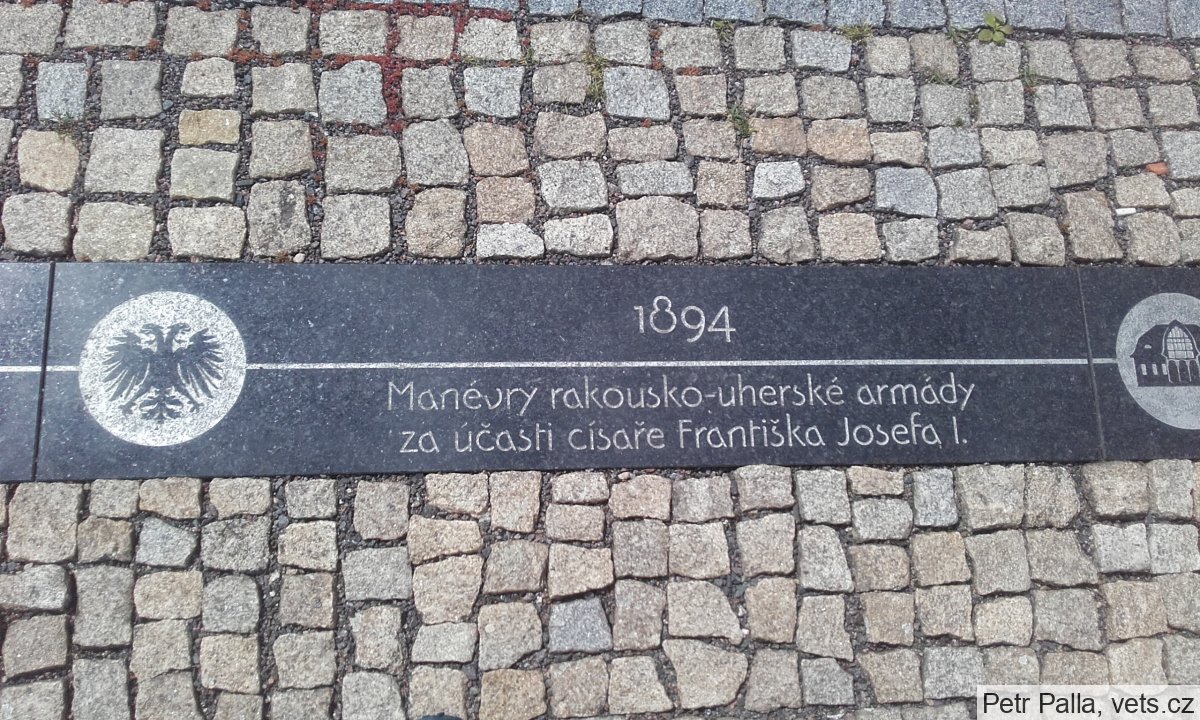 1894
Manévry rakousko-uherské armády
za účasti císaře Františka Josefa I.
Petr Palla, vets.cz